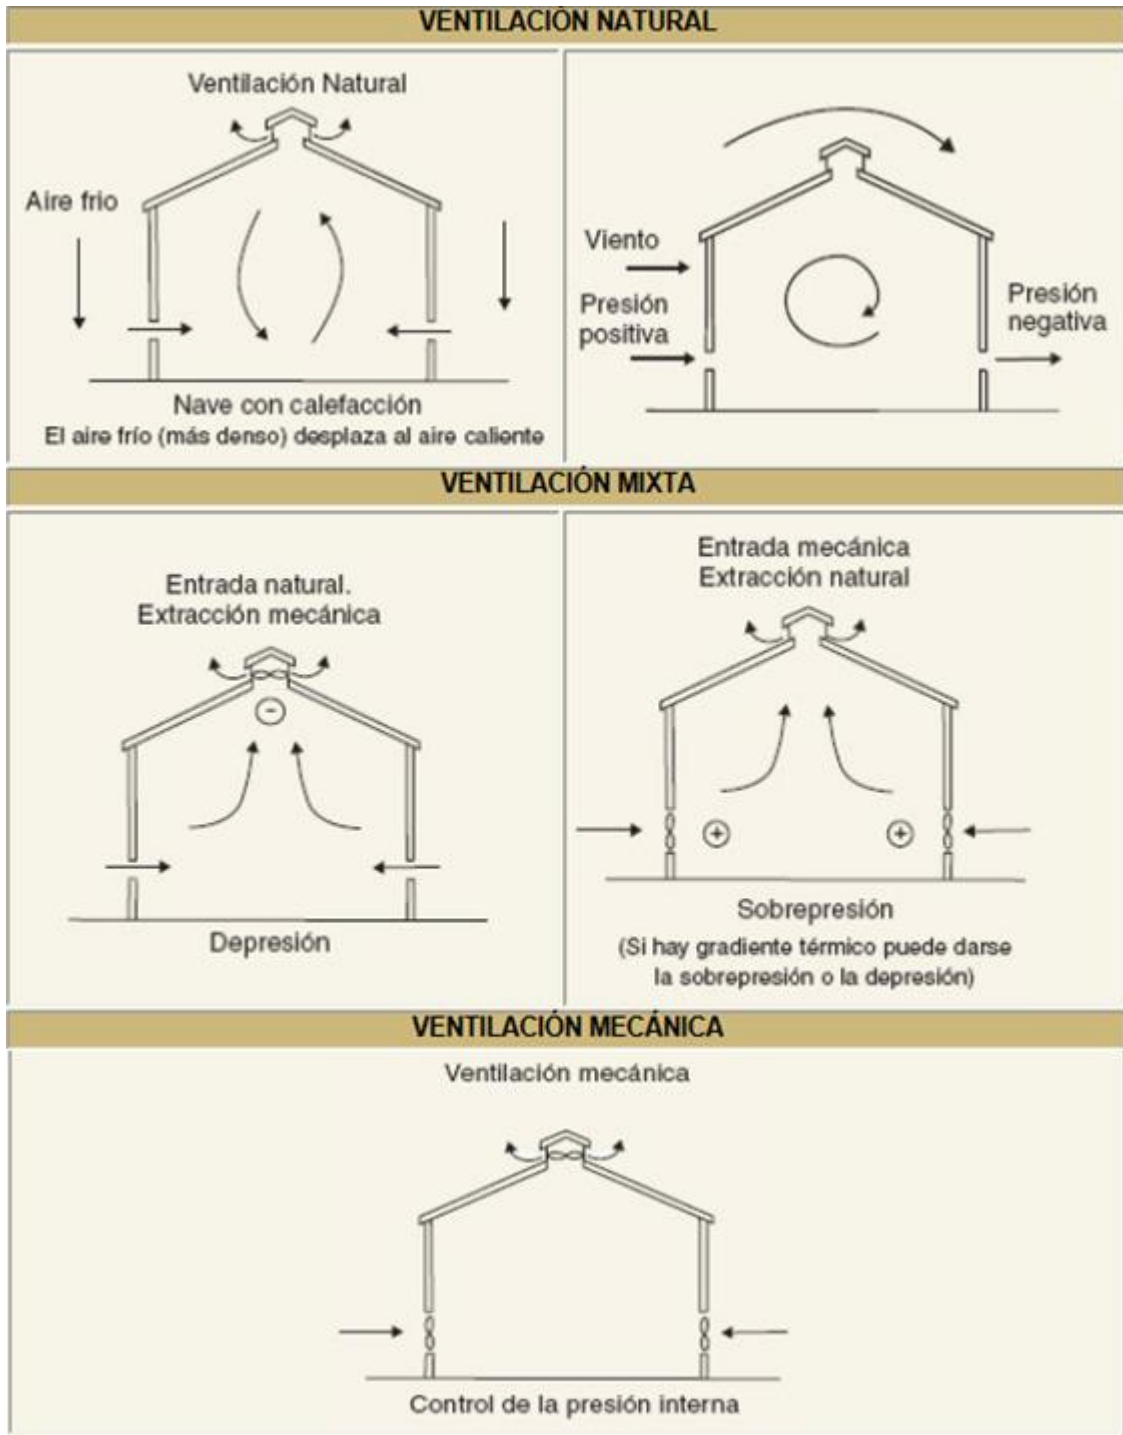 VENTILACIÓN NATURAL
Ventilación Natural
Aire frio
Nave con calefacción
El aire frío (más denso) desplaza al aire caliente
Viento
Presión
positiva
Presión
negativa
VENTILACIÓN MIXTA
Entrada natural.
Extracción mecánica
-
Depresión
Entrada mecánica
Extracción natural
+ +
Sobrepresión
(Si hay gradiente térmico puede darse
la sobrepresión o la depresión)
VENTILACIÓN MECÁNICA
Ventilación mecánica
Control de la presión interna